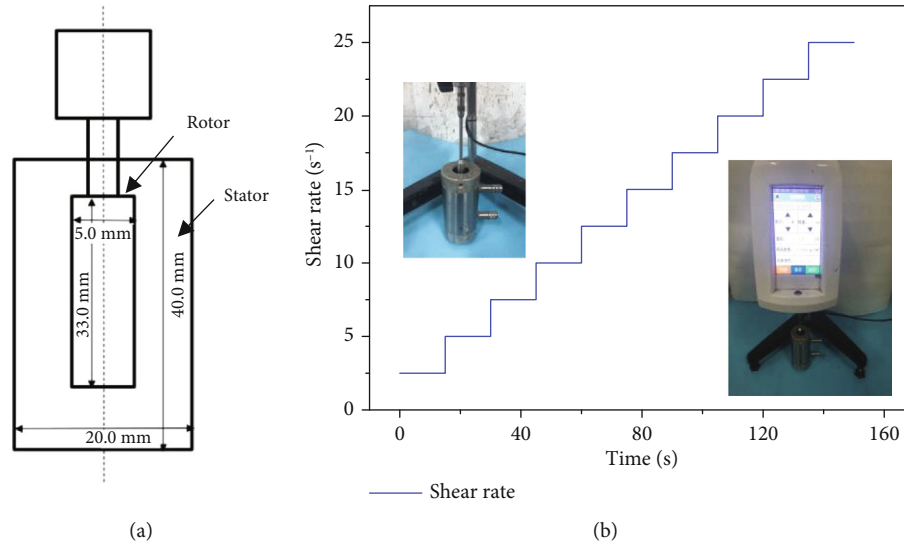 Rotor
Stator
5.0 mm
33.0 mm
40.0 mm
20.0 mm
(a)
Shear rate (s⁻¹)
25
20
15
10
5
0
0 40 80 120 160
Time (s)
Shear rate
(b)